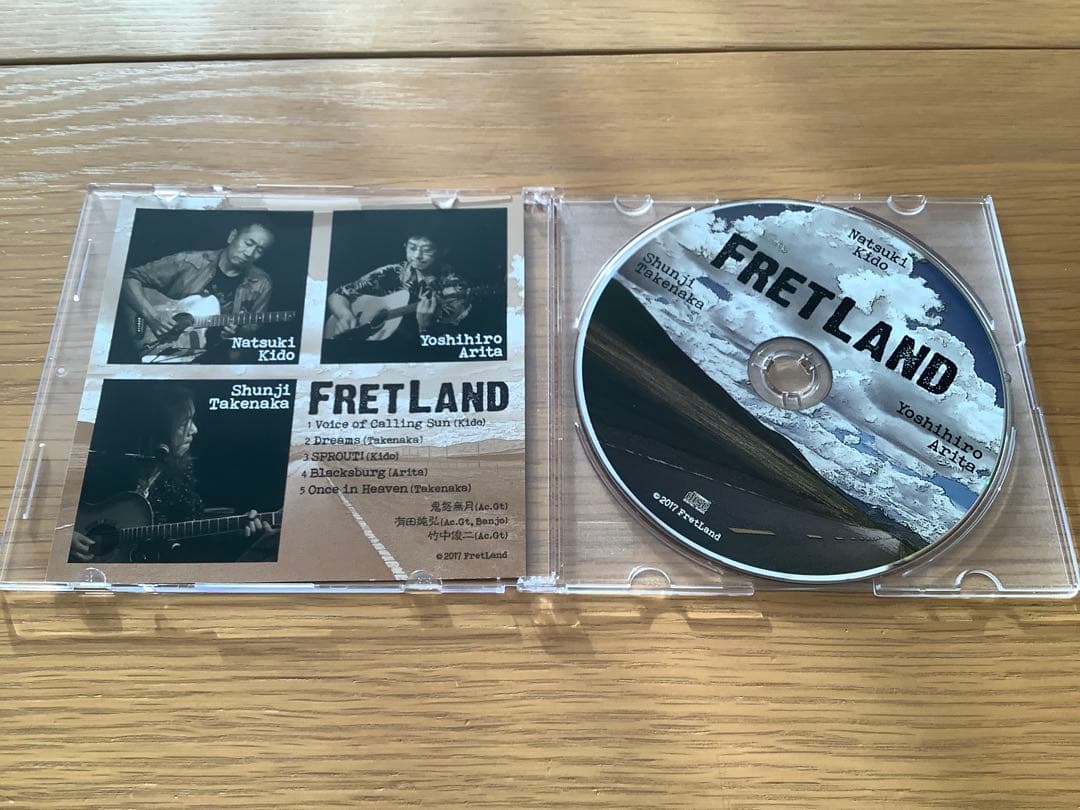 Natsuki
Kido
Yoshihiro
Arita
Shunji
Takenaka
FRETLAND
1 Voice of Calling Sun (Kido)
2 Dreams (Takenaka)
3 SPROUT! (Kido)
4 Blacksburg (Arita)
5 Once in Heaven (Takenaka)
鬼怒無月(Ac.Gt)
有田純弘(Ac.Gt, Banjo)
竹中俊二(Ac.Gt)
©2017 FretLand
Natsuki
Kido
Shunji
Takenaka
FRETLAND
Yoshihiro
Arita
©2017 FretLand